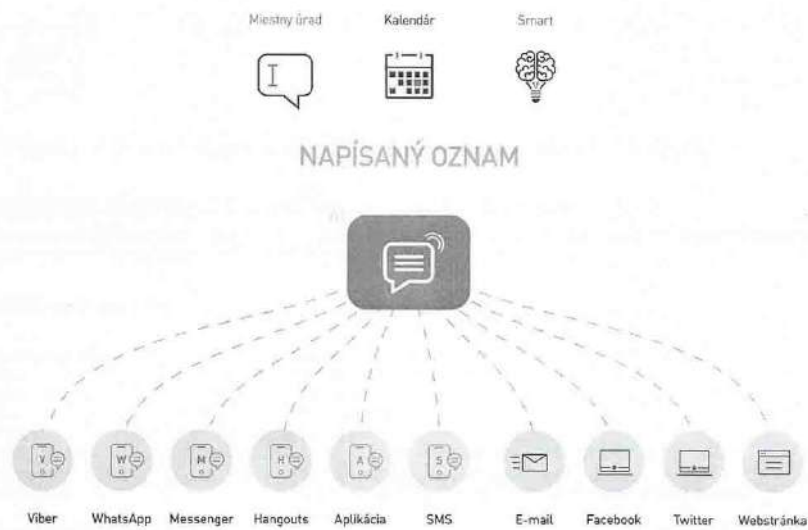 Miestny úrad Kalendár Smart
NAPÍSANÝ OZNAM
V W M H A S
Viber WhatsApp Messenger Hangouts Aplikácia SMS E-mail Facebook Twitter Webstránka